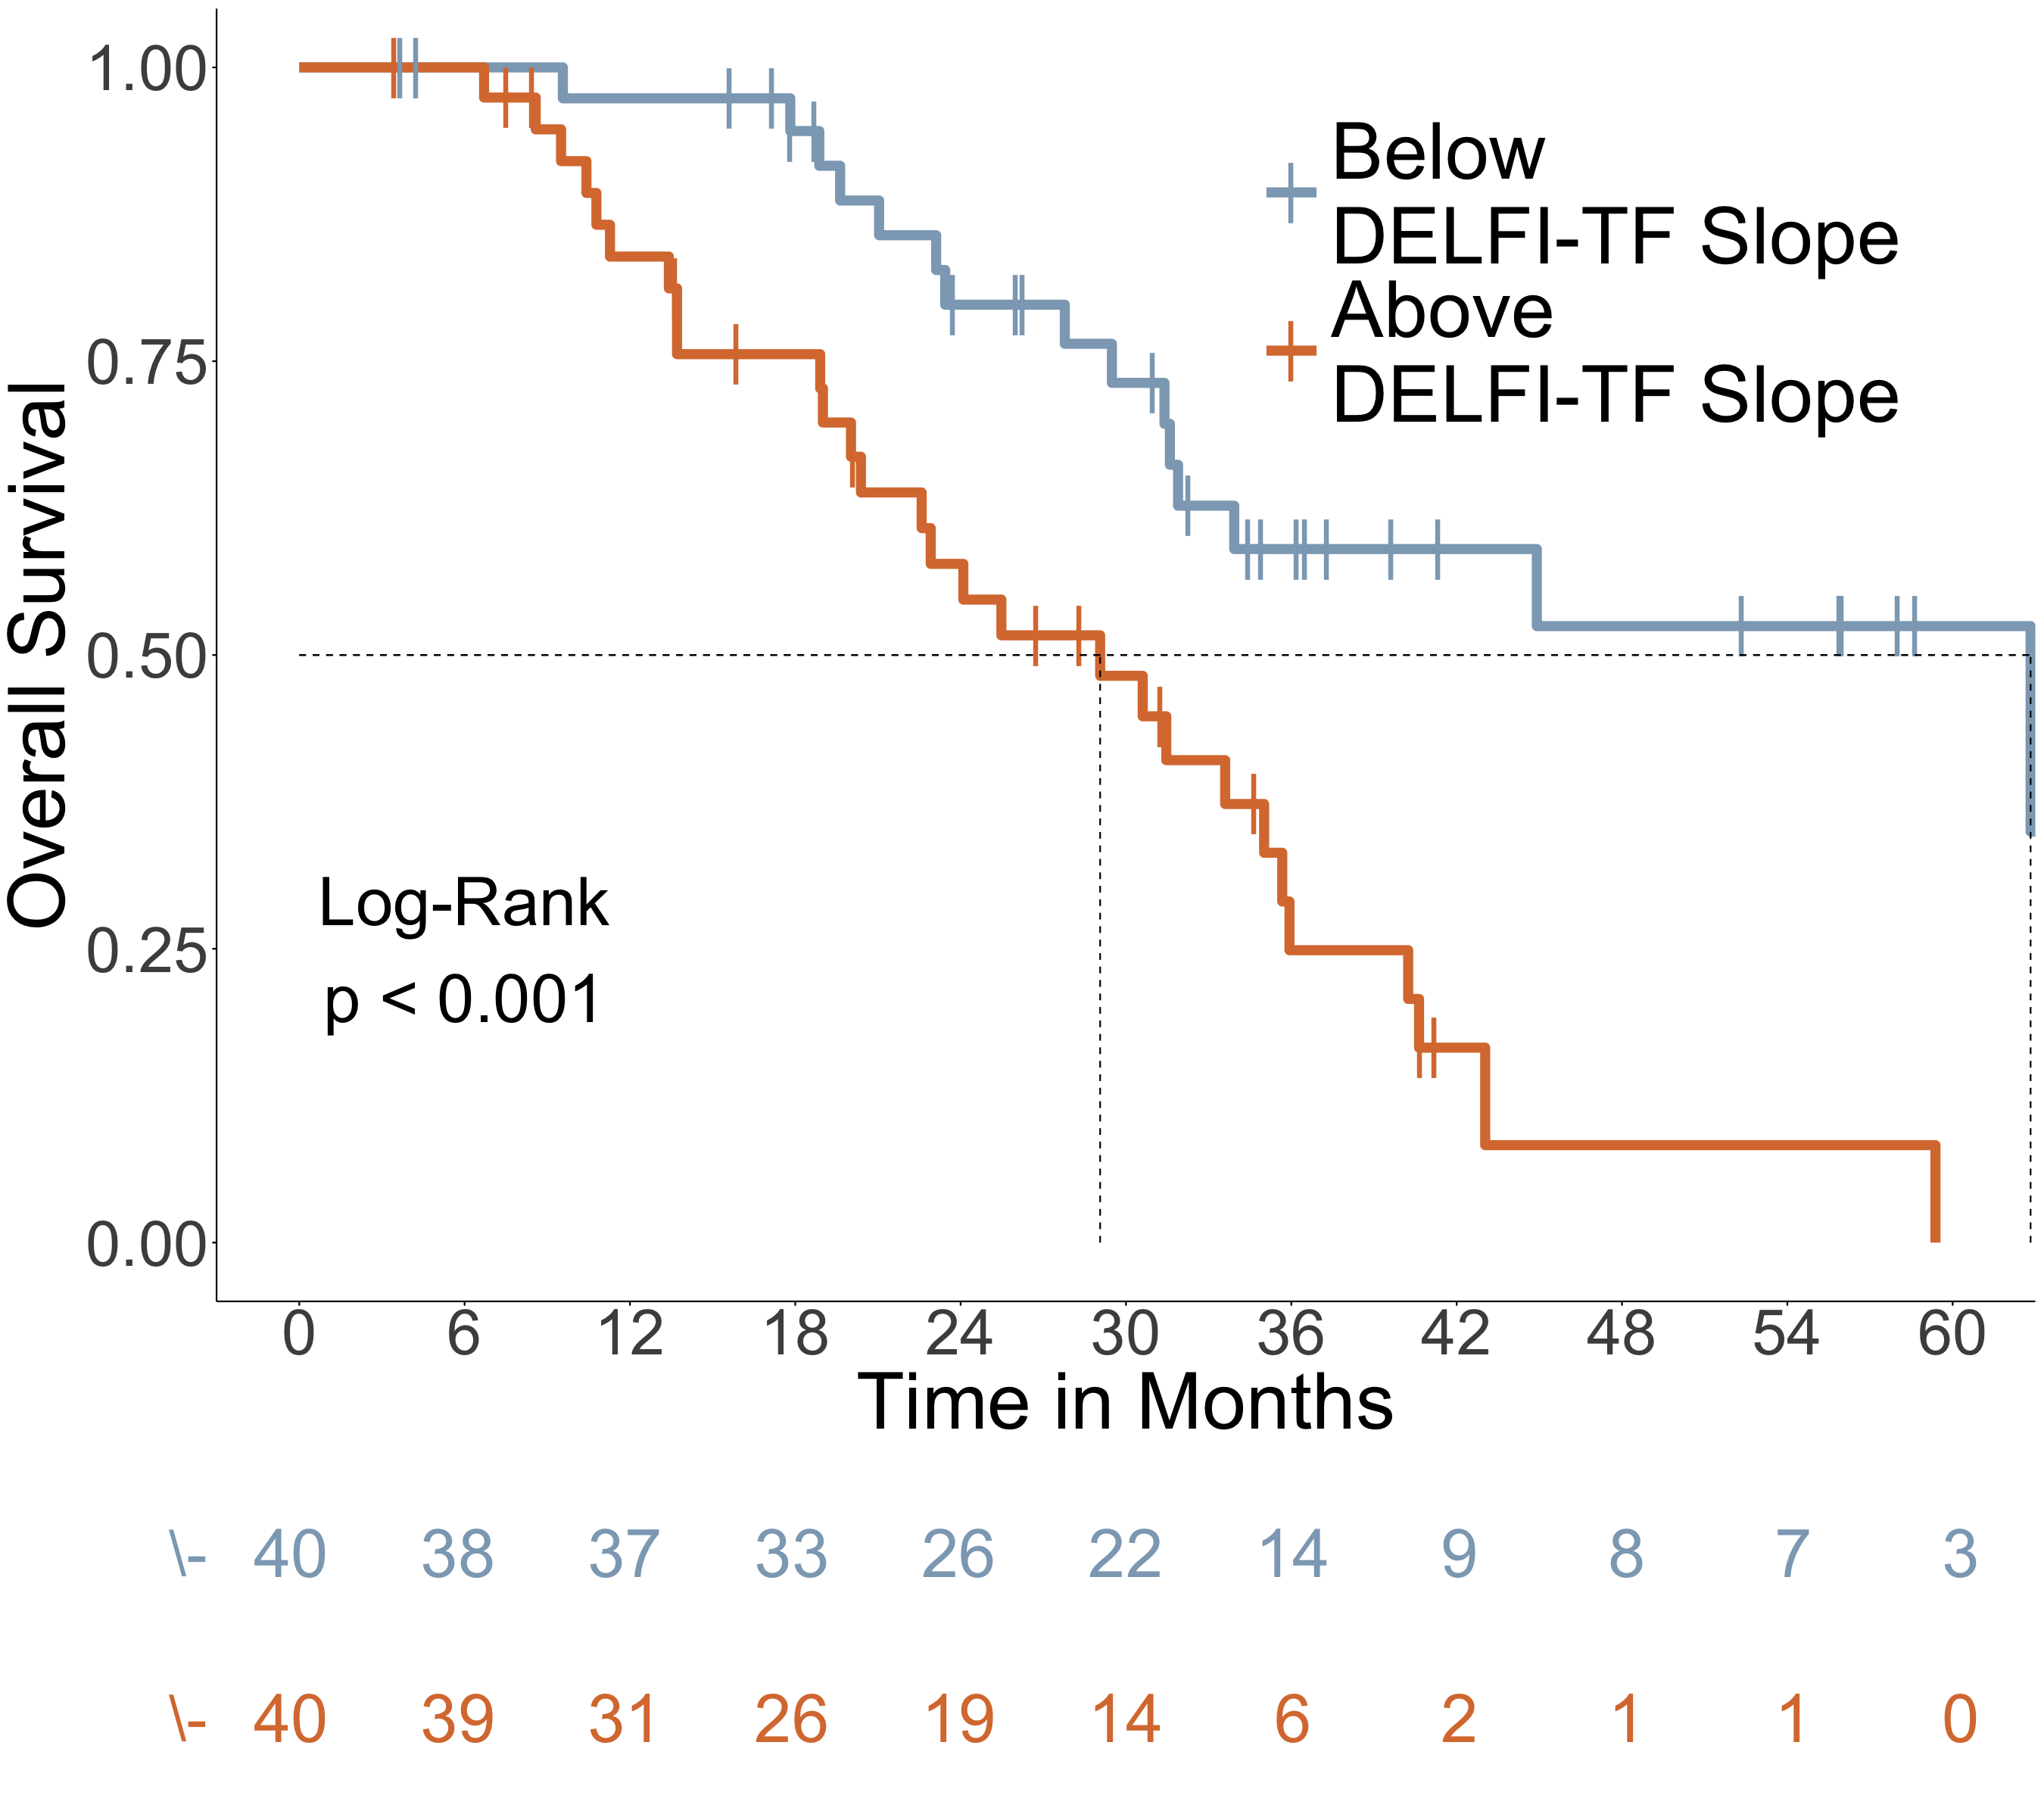 Overall Survival
1.00
0.75
0.50
0.25
0.00
Below
DELFI-TF Slope
Above
DELFI-TF Slope
Log-Rank
p < 0.001
0 6 12 18 24 30 36 42 48 54 60
Time in Months
\- 40 38 37 33 26 22 14 9 8 7 3
\- 40 39 31 26 19 14 6 2 1 1 0